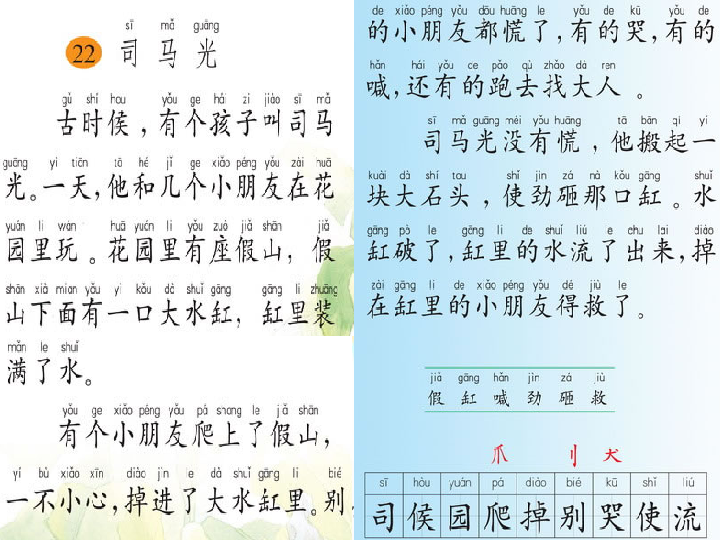 sī mǎ guāng
22 司马光
gǔ shí hou yǒu ge hái zi jiào sī mǎ
古时侯，有个孩子叫司马
guāng yì tiān tā hé jǐ ge xiǎo péng yǒu zài huā
光。一天，他和几个小朋友在花
yuán li wán huā yuán li yǒu zuò jiǎ shān jiǎ
园里玩。花园里有座假山，假
shān xià mian yǒu yì kǒu dà shuǐ gāng gāng li zhuāng
山下面有一口大水缸，缸里装
mǎn le shuǐ
满了水。
yǒu ge xiǎo péng yǒu pá shang le jiǎ shān
有个小朋友爬上了假山，
yí bù xiǎo xīn diào jìn le dà shuǐ gāng li bié
一不小心，掉进了大水缸里。别
de xiǎo péng yǒu dōu huāng le yǒu de kū yǒu de
的小朋友都慌了，有的哭，有的
hǎn hái yǒu de pǎo qù zhǎo dà ren
喊，还有的跑去找大人。
sī mǎ guāng méi yǒu huāng tā bān qǐ yí
司马光没有慌，他搬起一
kuài dà shí tou shǐ jìn zá nà kǒu gāng shuǐ
块大石头，使劲砸那口缸。水
gāng pò le gāng li de shuǐ liú le chu lai diào
缸破了，缸里的水流了出来，掉
zài gāng li de xiǎo péng yǒu dé jiù le
在缸里的小朋友得救了。
jiǎ gāng hǎn jìn zá jiù
假 缸 喊 劲 砸 救
爪 刂 犬
sī hòu yuán pá diào bié kū shǐ liú
司 候 园 爬 掉 别 哭 使 流